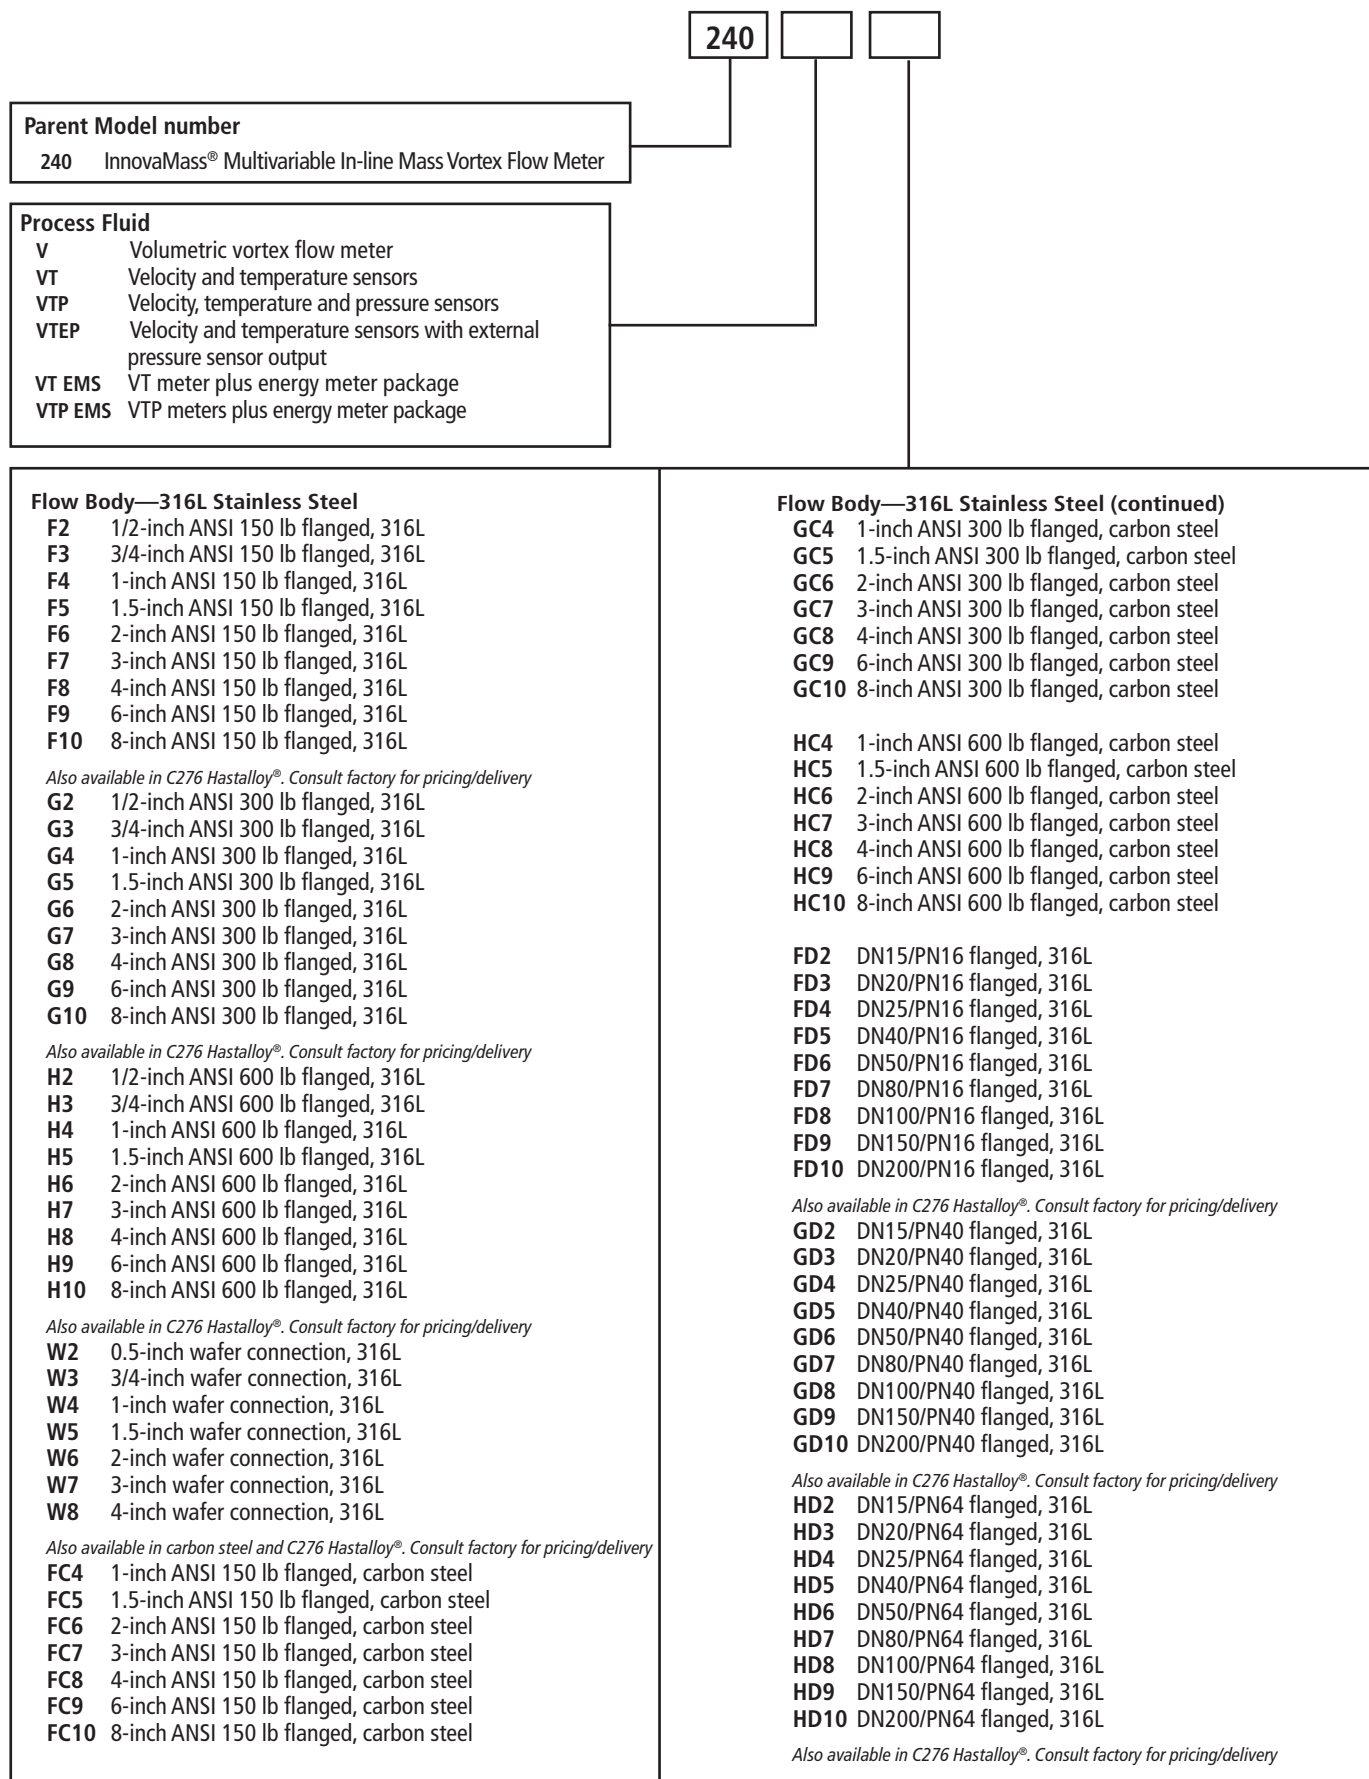 240
Parent Model number
240 InnovaMass® Multivariable In-line Mass Vortex Flow Meter
Process Fluid
V Volumetric vortex flow meter
VT Velocity and temperature sensors
VTP Velocity, temperature and pressure sensors
VTEP Velocity and temperature sensors with external
pressure sensor output
VT EMS VT meter plus energy meter package
VTP EMS VTP meters plus energy meter package
Flow Body—316L Stainless Steel
F2 1/2-inch ANSI 150 lb flanged, 316L
F3 3/4-inch ANSI 150 lb flanged, 316L
F4 1-inch ANSI 150 lb flanged, 316L
F5 1.5-inch ANSI 150 lb flanged, 316L
F6 2-inch ANSI 150 lb flanged, 316L
F7 3-inch ANSI 150 lb flanged, 316L
F8 4-inch ANSI 150 lb flanged, 316L
F9 6-inch ANSI 150 lb flanged, 316L
F10 8-inch ANSI 150 lb flanged, 316L
Also available in C276 Hastalloy®. Consult factory for pricing/delivery
G2 1/2-inch ANSI 300 lb flanged, 316L
G3 3/4-inch ANSI 300 lb flanged, 316L
G4 1-inch ANSI 300 lb flanged, 316L
G5 1.5-inch ANSI 300 lb flanged, 316L
G6 2-inch ANSI 300 lb flanged, 316L
G7 3-inch ANSI 300 lb flanged, 316L
G8 4-inch ANSI 300 lb flanged, 316L
G9 6-inch ANSI 300 lb flanged, 316L
G10 8-inch ANSI 300 lb flanged, 316L
Also available in C276 Hastalloy®. Consult factory for pricing/delivery
H2 1/2-inch ANSI 600 lb flanged, 316L
H3 3/4-inch ANSI 600 lb flanged, 316L
H4 1-inch ANSI 600 lb flanged, 316L
H5 1.5-inch ANSI 600 lb flanged, 316L
H6 2-inch ANSI 600 lb flanged, 316L
H7 3-inch ANSI 600 lb flanged, 316L
H8 4-inch ANSI 600 lb flanged, 316L
H9 6-inch ANSI 600 lb flanged, 316L
H10 8-inch ANSI 600 lb flanged, 316L
Also available in C276 Hastalloy®. Consult factory for pricing/delivery
W2 0.5-inch wafer connection, 316L
W3 3/4-inch wafer connection, 316L
W4 1-inch wafer connection, 316L
W5 1.5-inch wafer connection, 316L
W6 2-inch wafer connection, 316L
W7 3-inch wafer connection, 316L
W8 4-inch wafer connection, 316L
Also available in carbon steel and C276 Hastalloy®. Consult factory for pricing/delivery
FC4 1-inch ANSI 150 lb flanged, carbon steel
FC5 1.5-inch ANSI 150 lb flanged, carbon steel
FC6 2-inch ANSI 150 lb flanged, carbon steel
FC7 3-inch ANSI 150 lb flanged, carbon steel
FC8 4-inch ANSI 150 lb flanged, carbon steel
FC9 6-inch ANSI 150 lb flanged, carbon steel
FC10 8-inch ANSI 150 lb flanged, carbon steel
Flow Body—316L Stainless Steel (continued)
GC4 1-inch ANSI 300 lb flanged, carbon steel
GC5 1.5-inch ANSI 300 lb flanged, carbon steel
GC6 2-inch ANSI 300 lb flanged, carbon steel
GC7 3-inch ANSI 300 lb flanged, carbon steel
GC8 4-inch ANSI 300 lb flanged, carbon steel
GC9 6-inch ANSI 300 lb flanged, carbon steel
GC10 8-inch ANSI 300 lb flanged, carbon steel
HC4 1-inch ANSI 600 lb flanged, carbon steel
HC5 1.5-inch ANSI 600 lb flanged, carbon steel
HC6 2-inch ANSI 600 lb flanged, carbon steel
HC7 3-inch ANSI 600 lb flanged, carbon steel
HC8 4-inch ANSI 600 lb flanged, carbon steel
HC9 6-inch ANSI 600 lb flanged, carbon steel
HC10 8-inch ANSI 600 lb flanged, carbon steel
FD2 DN15/PN16 flanged, 316L
FD3 DN20/PN16 flanged, 316L
FD4 DN25/PN16 flanged, 316L
FD5 DN40/PN16 flanged, 316L
FD6 DN50/PN16 flanged, 316L
FD7 DN80/PN16 flanged, 316L
FD8 DN100/PN16 flanged, 316L
FD9 DN150/PN16 flanged, 316L
FD10 DN200/PN16 flanged, 316L
Also available in C276 Hastalloy®. Consult factory for pricing/delivery
GD2 DN15/PN40 flanged, 316L
GD3 DN20/PN40 flanged, 316L
GD4 DN25/PN40 flanged, 316L
GD5 DN40/PN40 flanged, 316L
GD6 DN50/PN40 flanged, 316L
GD7 DN80/PN40 flanged, 316L
GD8 DN100/PN40 flanged, 316L
GD9 DN150/PN40 flanged, 316L
GD10 DN200/PN40 flanged, 316L
Also available in C276 Hastalloy®. Consult factory for pricing/delivery
HD2 DN15/PN64 flanged, 316L
HD3 DN20/PN64 flanged, 316L
HD4 DN25/PN64 flanged, 316L
HD5 DN40/PN64 flanged, 316L
HD6 DN50/PN64 flanged, 316L
HD7 DN80/PN64 flanged, 316L
HD8 DN100/PN64 flanged, 316L
HD9 DN150/PN64 flanged, 316L
HD10 DN200/PN64 flanged, 316L
Also available in C276 Hastalloy®. Consult factory for pricing/delivery